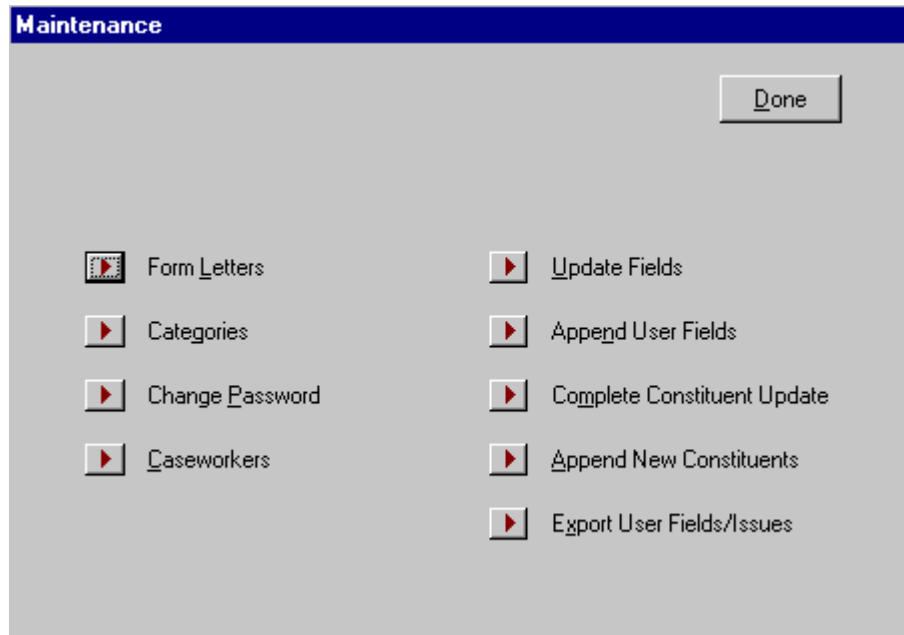 Maintenance
Done
Form Letters
Categories
Change Password
Caseworkers
Update Fields
Append User Fields
Complete Constituent Update
Append New Constituents
Export User Fields/Issues